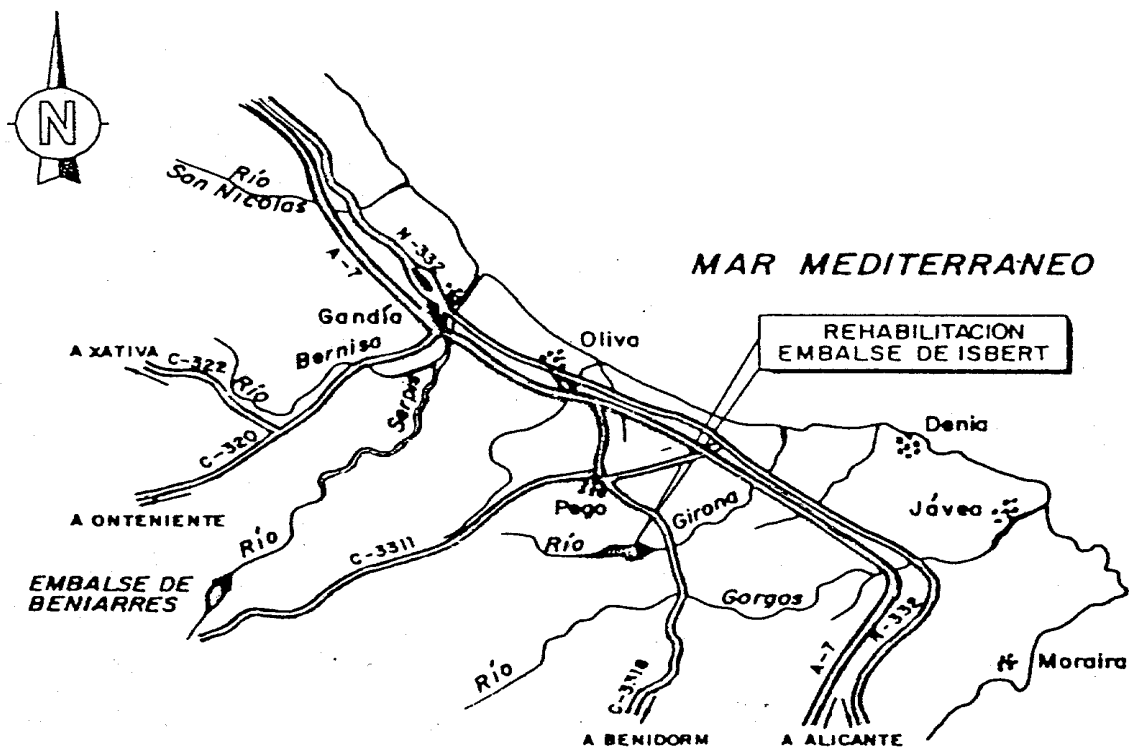 N
Río
San Nicolas
N-332
A-7
MAR MEDITERRANEO
Gandía
Oliva
REHABILITACION
EMBALSE DE ISBERT
A XATIVA
C-322
Río
Bernisa
Serpis
Denia
C-320
Pego
Girona
Jávea
A ONTENIENTE
Río
C-3311
Río
EMBALSE DE
BENIARRES
Gorgos
N-332
Río
A-7
Moraira
C-3318
A BENIDORM
A ALICANTE